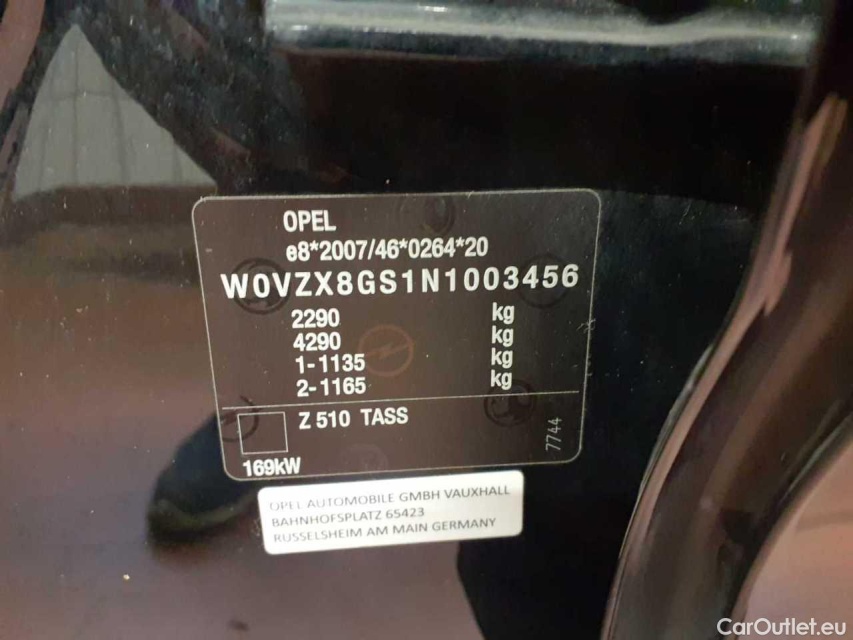 OPEL
e8*2007/46*0264*20
W0VZX8GS1N1003456
2290 kg
4290 kg
1-1135 kg
2-1165 kg
Z 510 TASS
7744
169kW
OPEL AUTOMOBILE GMBH VAUXHALL
BAHNHOFSPLATZ 65423
RUSSELSHEIM AM MAIN GERMANY
CarOutlet.eu